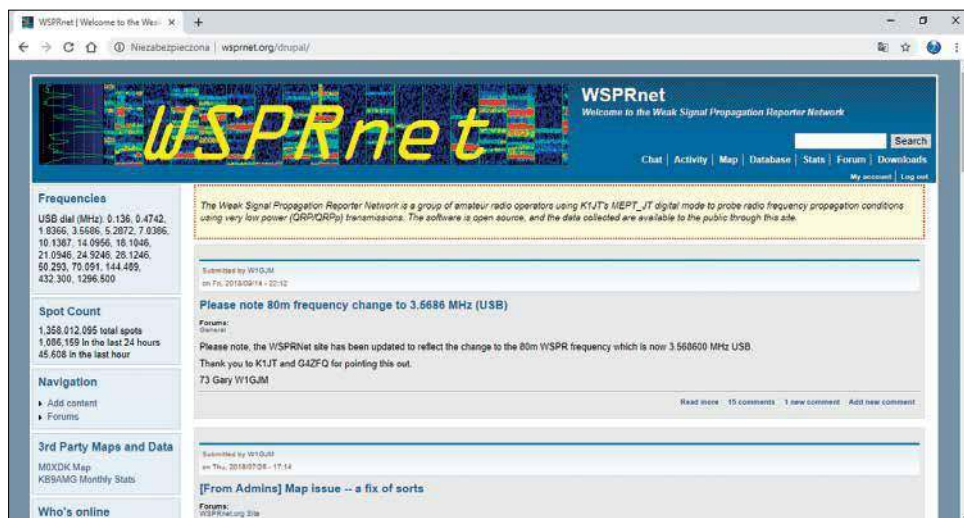 WSPRnet | Welcome to the Wea
Niezabezpieczona | wsprnet.org/drupal/
WSPRnet
WSPRnet
Welcome to the Weak Signal Propagation Reporter Network
Search
Chat | Activity | Map | Database | Stats | Forum | Downloads
My account | Log out
Frequencies
USB dial (MHz): 0.136, 0.4742,
1.8366, 3.5686, 5.2872, 7.0386,
10.1387, 14.0956, 18.1046,
21.0946, 24.9246, 28.1246,
50.293, 70.091, 144.489,
432.300, 1296.500
Spot Count
1,358,012,095 total spots
1,086,159 in the last 24 hours
45,608 in the last hour
Navigation
Add content
Forums
3rd Party Maps and Data
M0XDK Map
KB9AMG Monthly Stats
Who's online
The Weak Signal Propagation Reporter Network is a group of amateur radio operators using K1JT's MEPT_JT digital mode to probe radio frequency propagation conditions
using very low power (QRP/QRPp) transmissions. The software is open source, and the data collected are available to the public through this site.
Submitted by W1GJM
on Fri, 2018/09/14 - 22:12
Please note 80m frequency change to 3.5686 MHz (USB)
Forums:
General
Please note, the WSPRNet site has been updated to reflect the change to the 80m WSPR frequency which is now 3.568600 MHz USB.
Thank you to K1JT and G4ZFQ for pointing this out.
73 Gary W1GJM
Read more 15 comments 1 new comment Add new comment
Submitted by W1GJM
on Thu, 2018/07/26 - 17:14
[From Admins] Map issue -- a fix of sorts
Forums:
WSPRnet.org Site